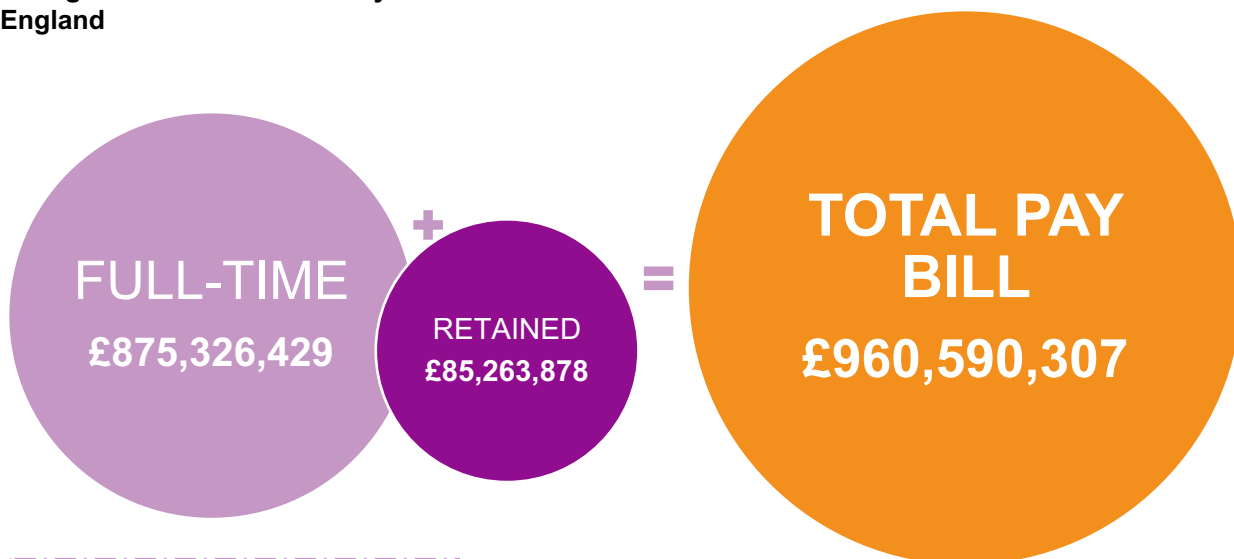 England
FULL-TIME
£875,326,429
+
RETAINED
£85,263,878
=
TOTAL PAY
BILL
£960,590,307